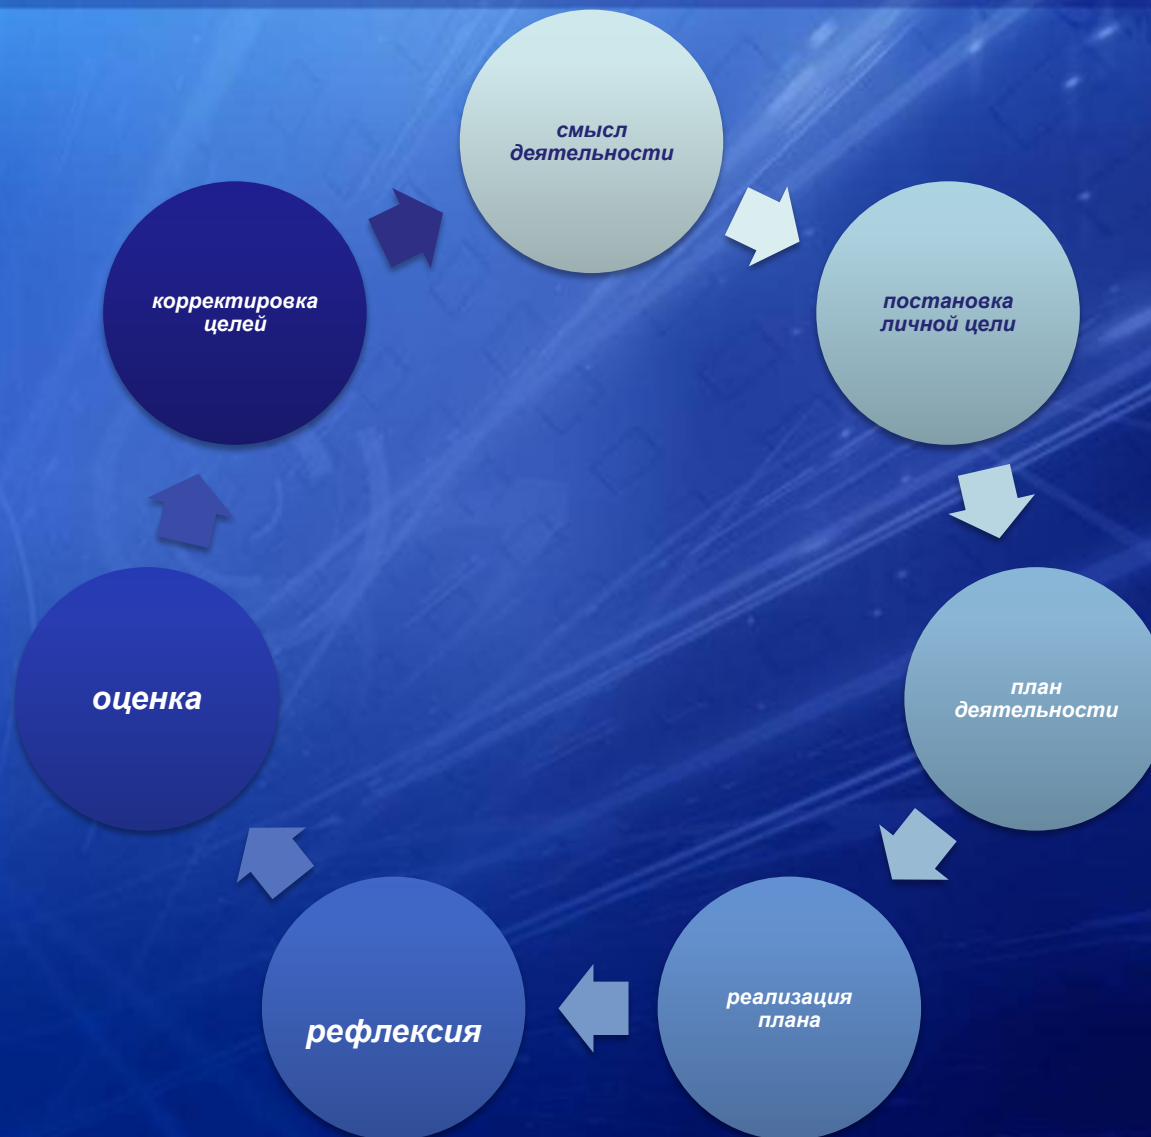 смысл
деятельности
постановка
личной цели
план
деятельности
реализация
плана
рефлексия
оценка
корректировка
целей